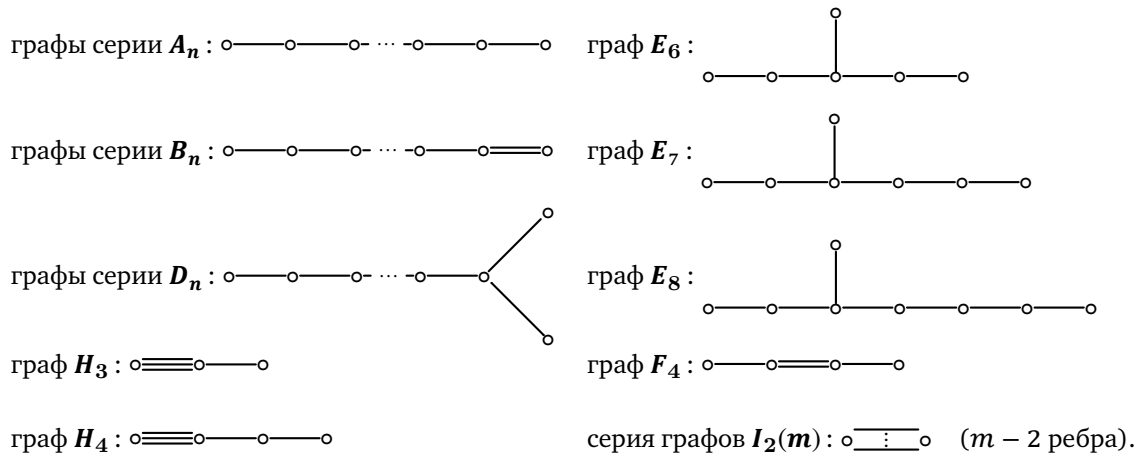 графы серии A_n : ...
граф E_6 :
графы серии B_n : ...
граф E_7 :
графы серии D_n : ...
граф E_8 :
граф H_3 :
граф F_4 :
граф H_4 :
серия графов I_2(m) : ⋮ (m − 2 ребра).